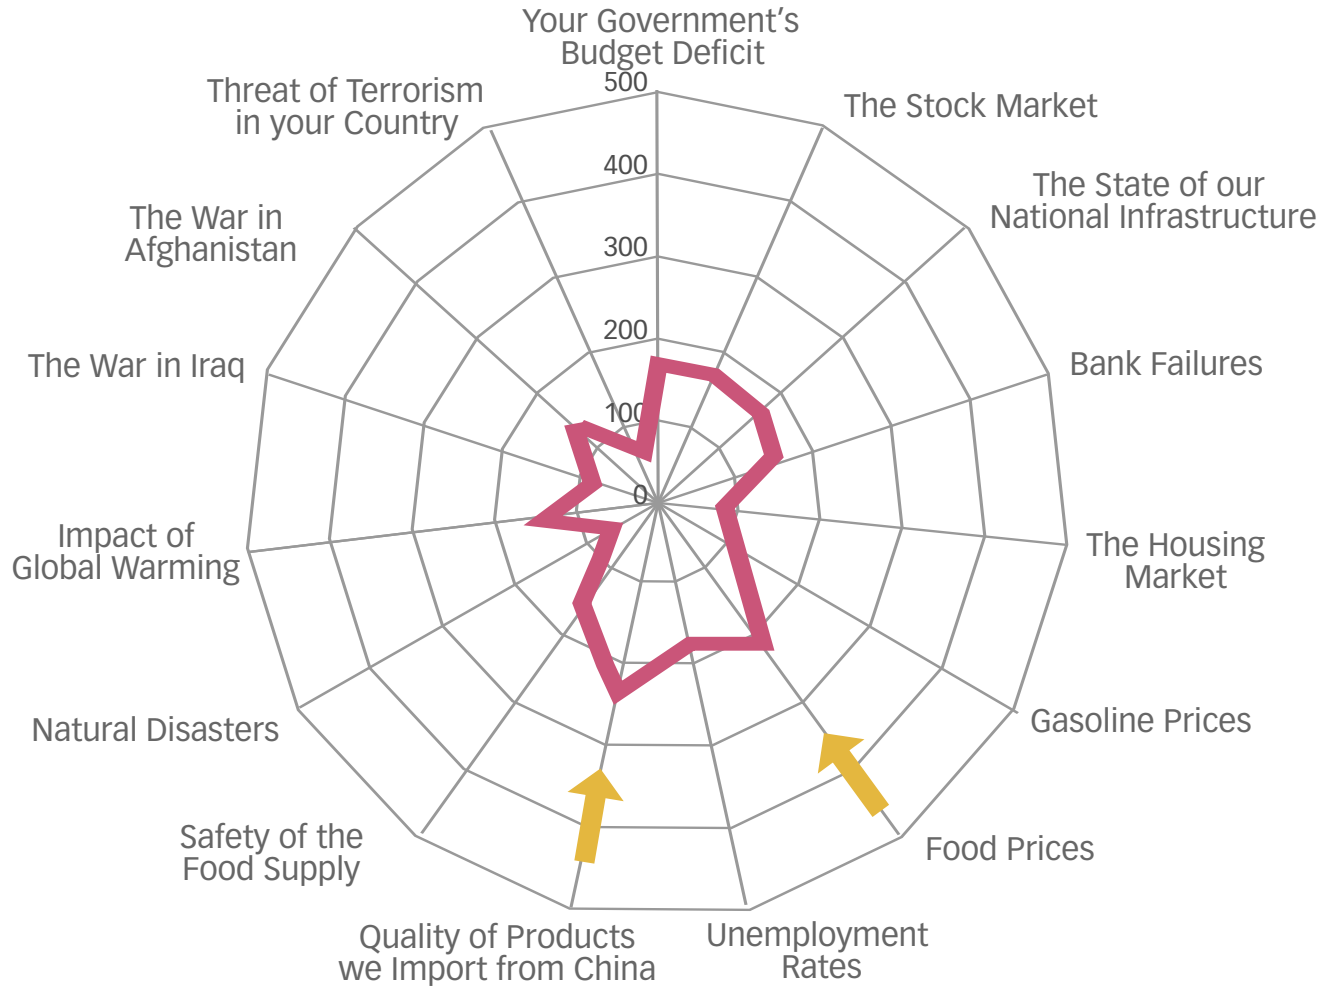 Your Government’s
Budget Deficit
500
The Stock Market
The State of our
National Infrastructure
Bank Failures
The Housing
Market
Gasoline Prices
Food Prices
Unemployment
Rates
Quality of Products
we Import from China
Safety of the
Food Supply
Natural Disasters
Impact of
Global Warming
The War in Iraq
The War in
Afghanistan
Threat of Terrorism
in your Country
400
300
200
100
0